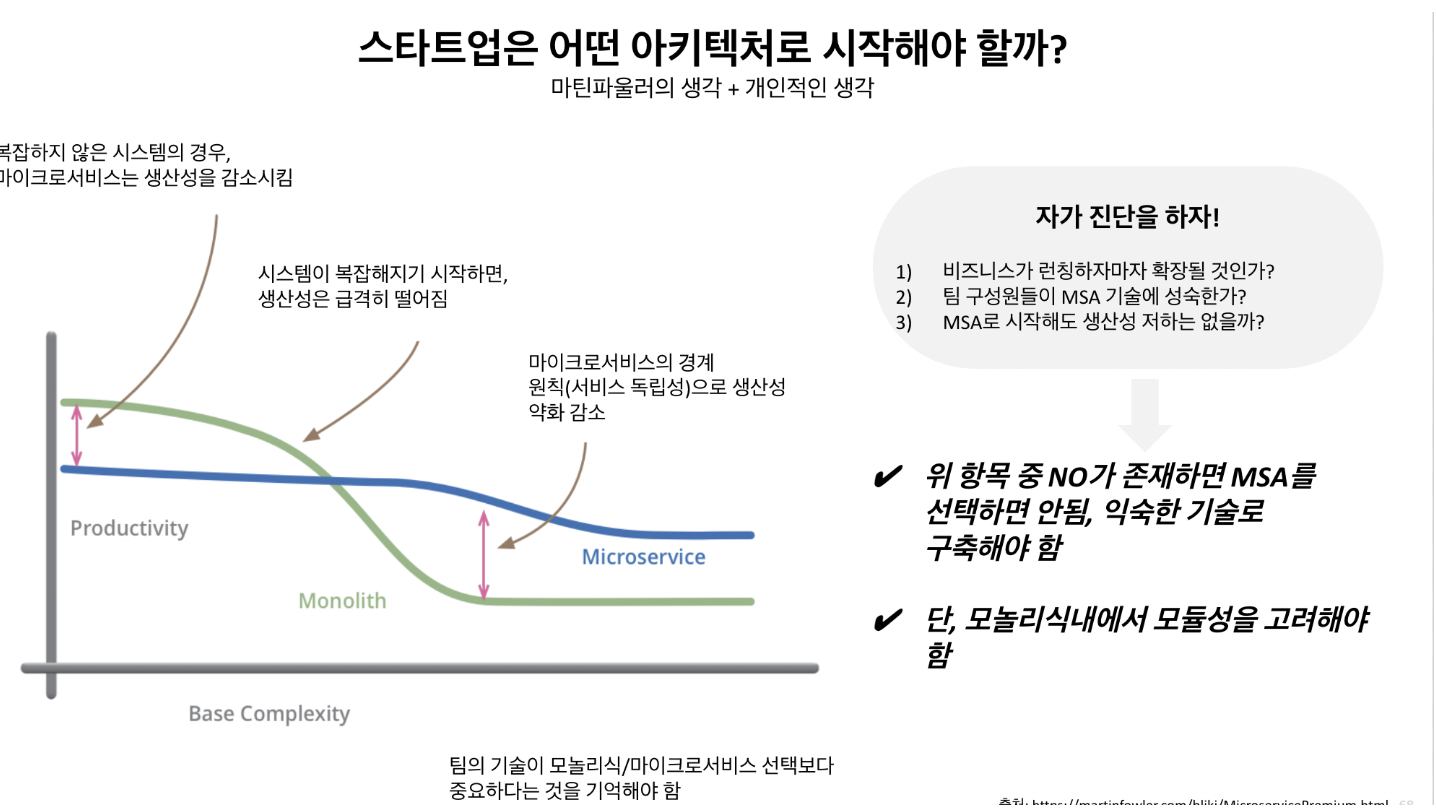 스타트업은 어떤 아키텍처로 시작해야 할까?
마틴파울러의 생각 + 개인적인 생각
복잡하지 않은 시스템의 경우,
마이크로서비스는 생산성을 감소시킴
시스템이 복잡해지기 시작하면,
생산성은 급격히 떨어짐
마이크로서비스의 경계
원칙(서비스 독립성)으로 생산성
약화 감소
Productivity
Microservice
Monolith
Base Complexity
팀의 기술이 모놀리식/마이크로서비스 선택보다
중요하다는 것을 기억해야 함
자가 진단을 하자!
1) 비즈니스가 런칭하자마자 확장될 것인가?
2) 팀 구성원들이 MSA 기술에 성숙한가?
3) MSA로 시작해도 생산성 저하는 없을까?
✔ 위 항목 중 NO가 존재하면 MSA를
선택하면 안됨, 익숙한 기술로
구축해야 함
✔ 단, 모놀리식내에서 모듈성을 고려해야
함
출처: https://martinfowler.com/bliki/MicroservicePremium.html 68